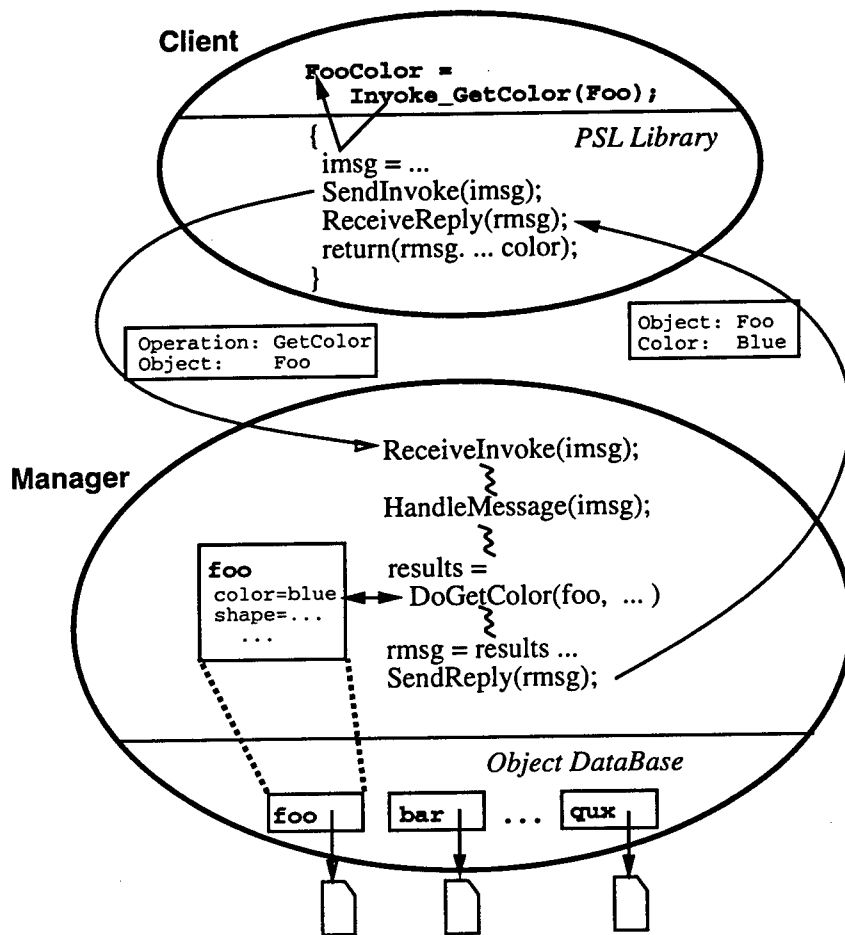 Client
FooColor =
Invoke_GetColor(Foo);
PSL Library
{
imsg = ...
SendInvoke(imsg);
ReceiveReply(rmsg);
return(rmsg. ... color);
}
Operation: GetColor
Object: Foo
Object: Foo
Color: Blue
Manager
ReceiveInvoke(imsg);
HandleMessage(imsg);
foo
color=blue
shape=...
...
results =
DoGetColor(foo, ... )
rmsg = results ...
SendReply(rmsg);
Object DataBase
foo
bar
...
qux